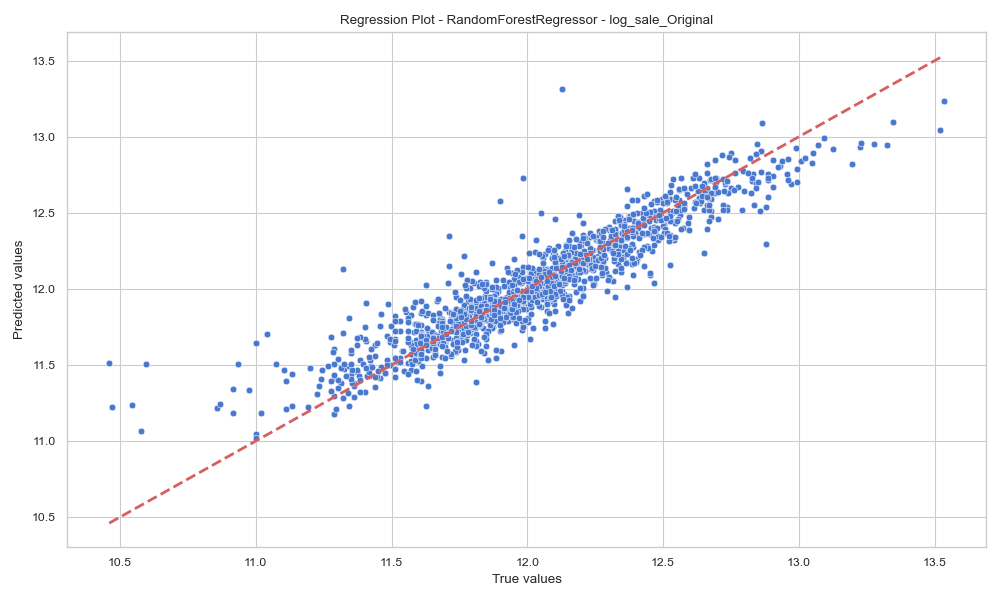 Regression Plot - RandomForestRegressor - log_sale_Original
Predicted values
13.5
13.0
12.5
12.0
11.5
11.0
10.5
10.5 11.0 11.5 12.0 12.5 13.0 13.5
True values